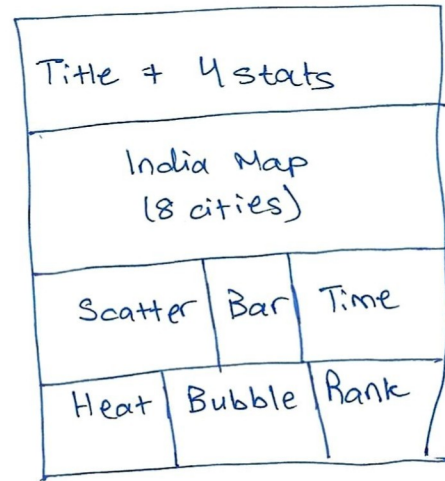 Title + 4 stats
India Map
(8 cities)
Scatter Bar Time
Heat Bubble Rank